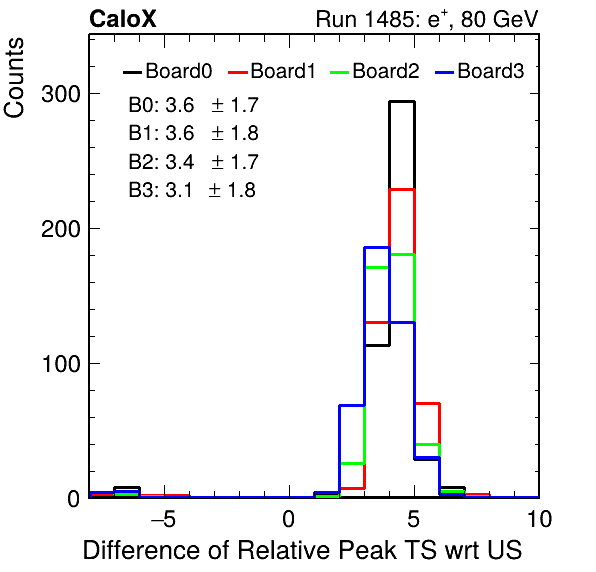 CaloX Run 1485: e⁺, 80 GeV
Counts
Board0 Board1 Board2 Board3
B0: 3.6 ± 1.7
B1: 3.6 ± 1.8
B2: 3.4 ± 1.7
B3: 3.1 ± 1.8
300
200
100
0
−5 0 5 10
Difference of Relative Peak TS wrt US